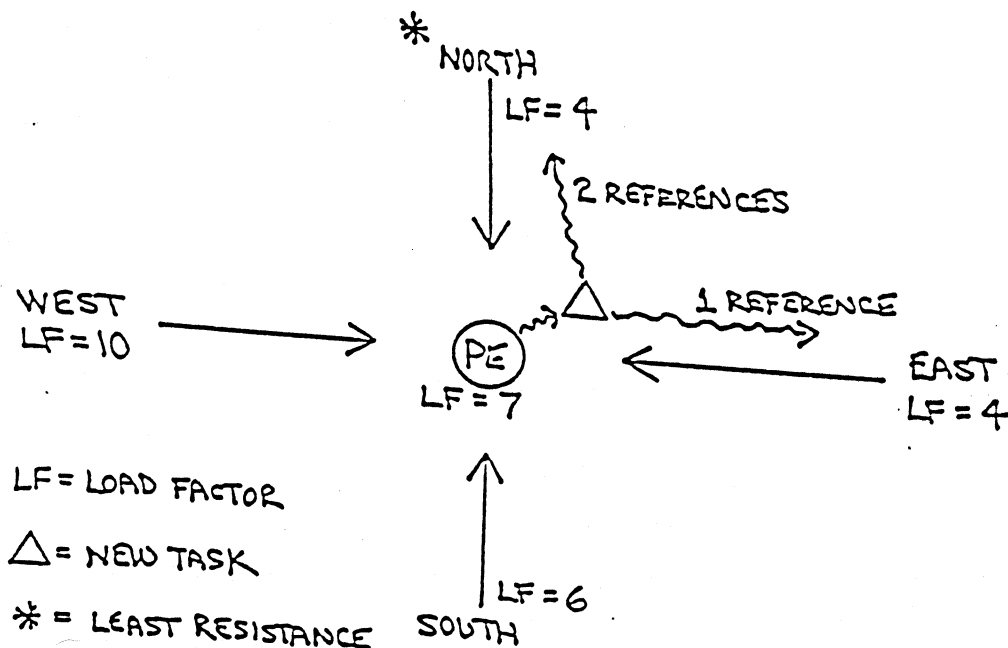 * NORTH
LF=4
2 REFERENCES
WEST
LF=10
1 REFERENCE
PE
LF=7
EAST
LF=4
LF= LOAD FACTOR
△= NEW TASK
* = LEAST RESISTANCE
LF=6
SOUTH